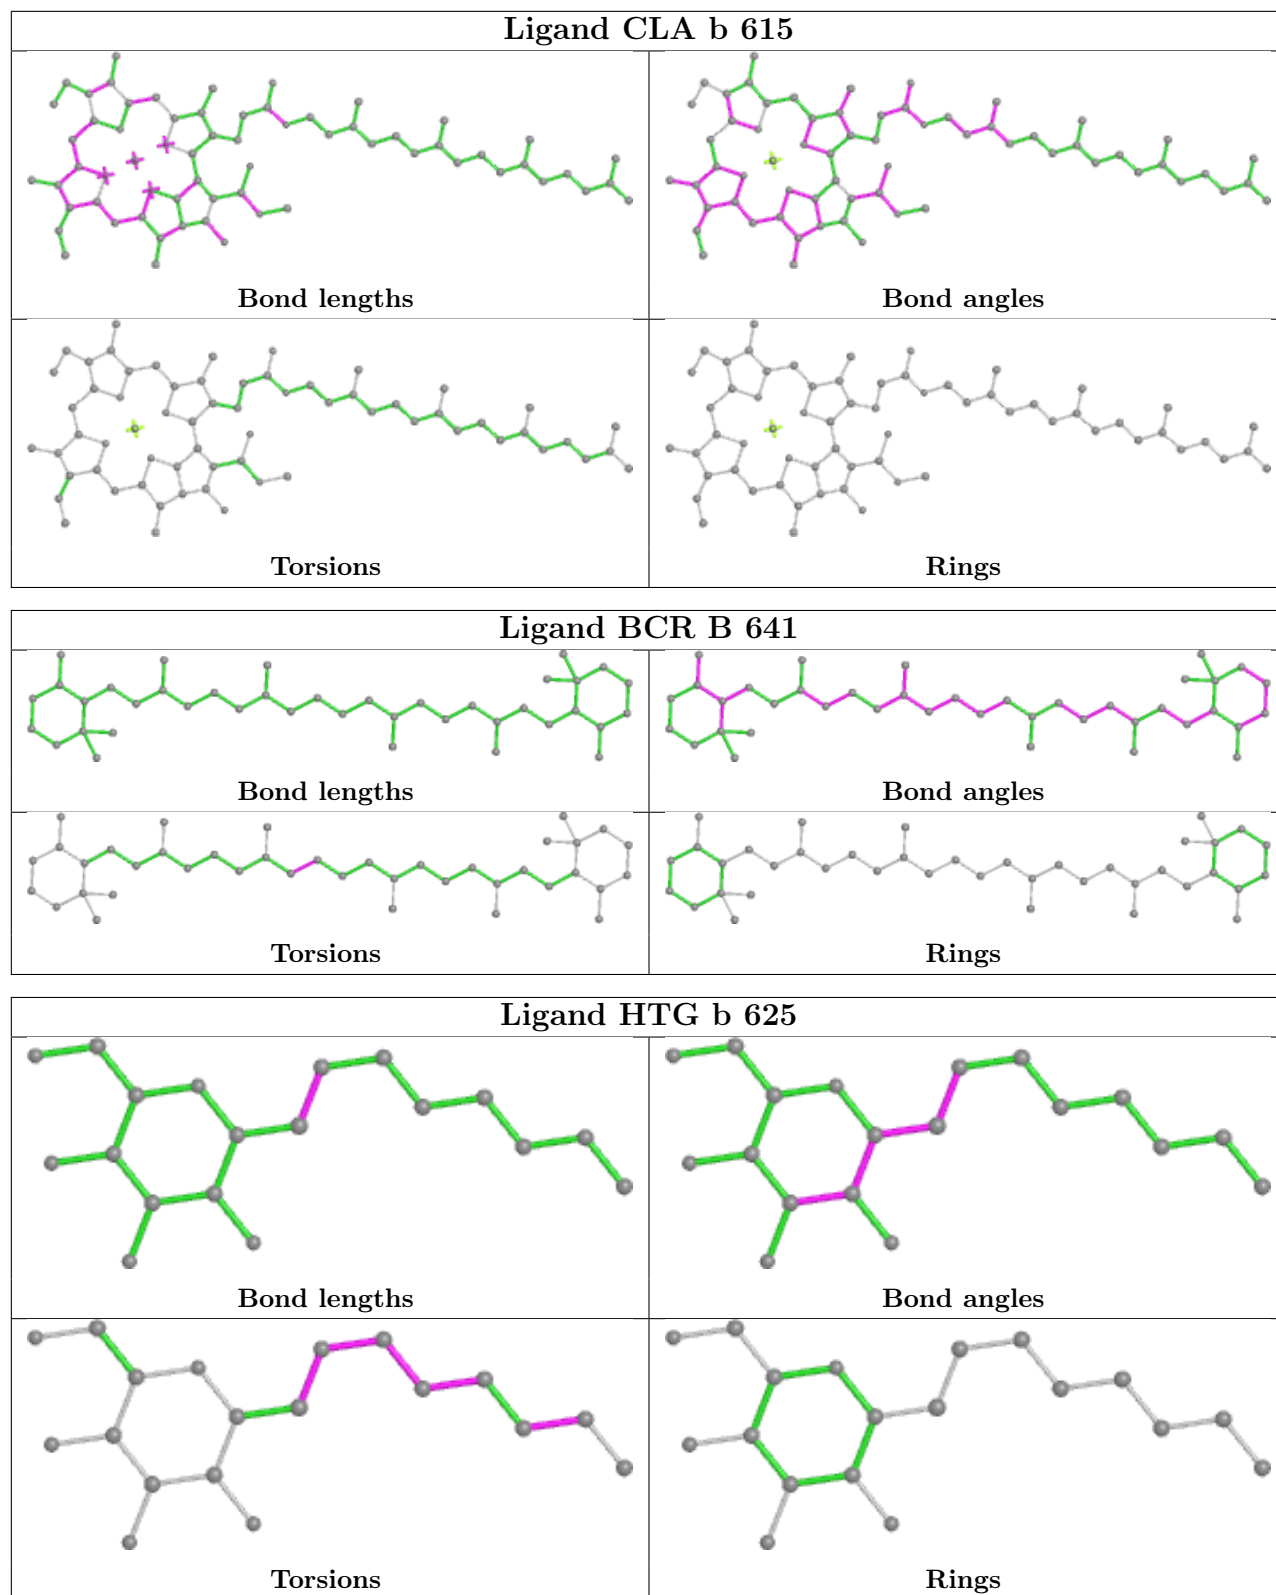 Ligand CLA b 615
Bond lengths
Bond angles
Torsions
Rings
Ligand BCR B 641
Bond lengths
Bond angles
Torsions
Rings
Ligand HTG b 625
Bond lengths
Bond angles
Torsions
Rings